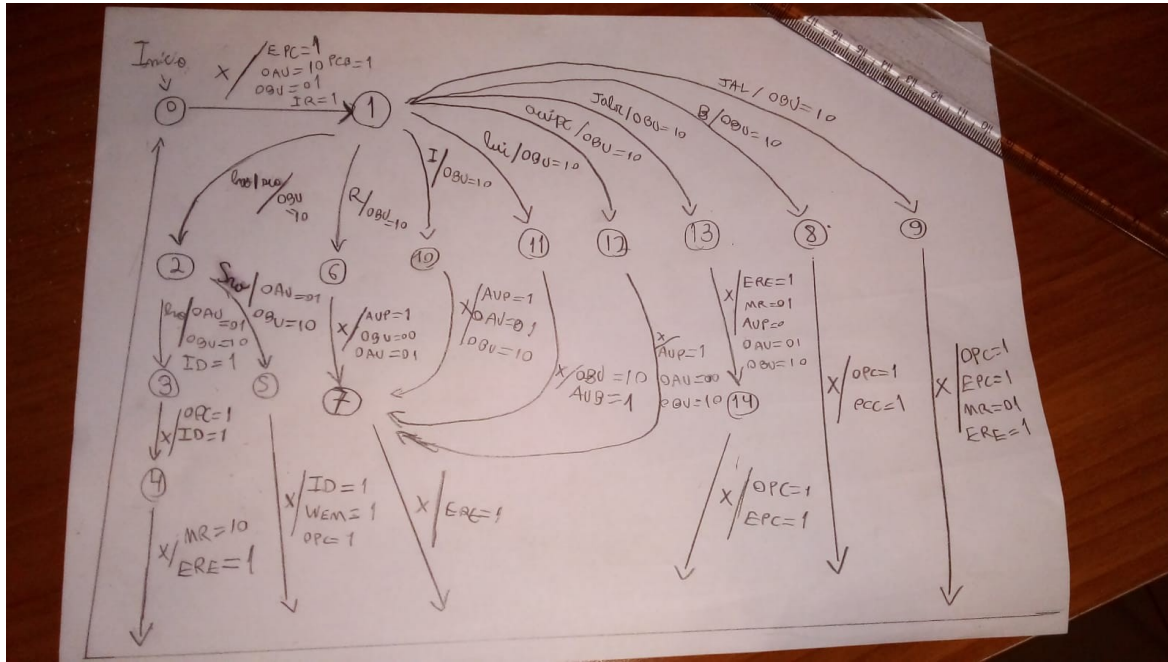 Início
X/EPC=1
OAU=10 PCB=1
OBU=01
IR=1
0
1
JAL/OBU=10
B/OBU=10
Jalr/OBU=10
auipc/OBU=10
lui/OBU=10
I/OBU=10
R/OBU=10
OBU
=10
2
6
10
11
12
13
8
9
OAU=01
OBU=10
OAU
=01
OBU=10
ID=1
X/AUP=1
OBU=00
OAU=01
X/AUP=1
OAU=01
OBU=10
X/OBU=10
AUB=1
X/AUP=1
OAU=00
OBU=10
X/ERE=1
MR=01
AUP=0
OAU=01
OBU=10
3
5
7
14
X/OPC=1
ID=1
X/OPC=1
PCC=1
X/OPC=1
EPC=1
MR=01
ERE=1
4
X/MR=10
ERE=1
X/ID=1
WEM=1
OPC=1
X/ERE=1
X/OPC=1
EPC=1